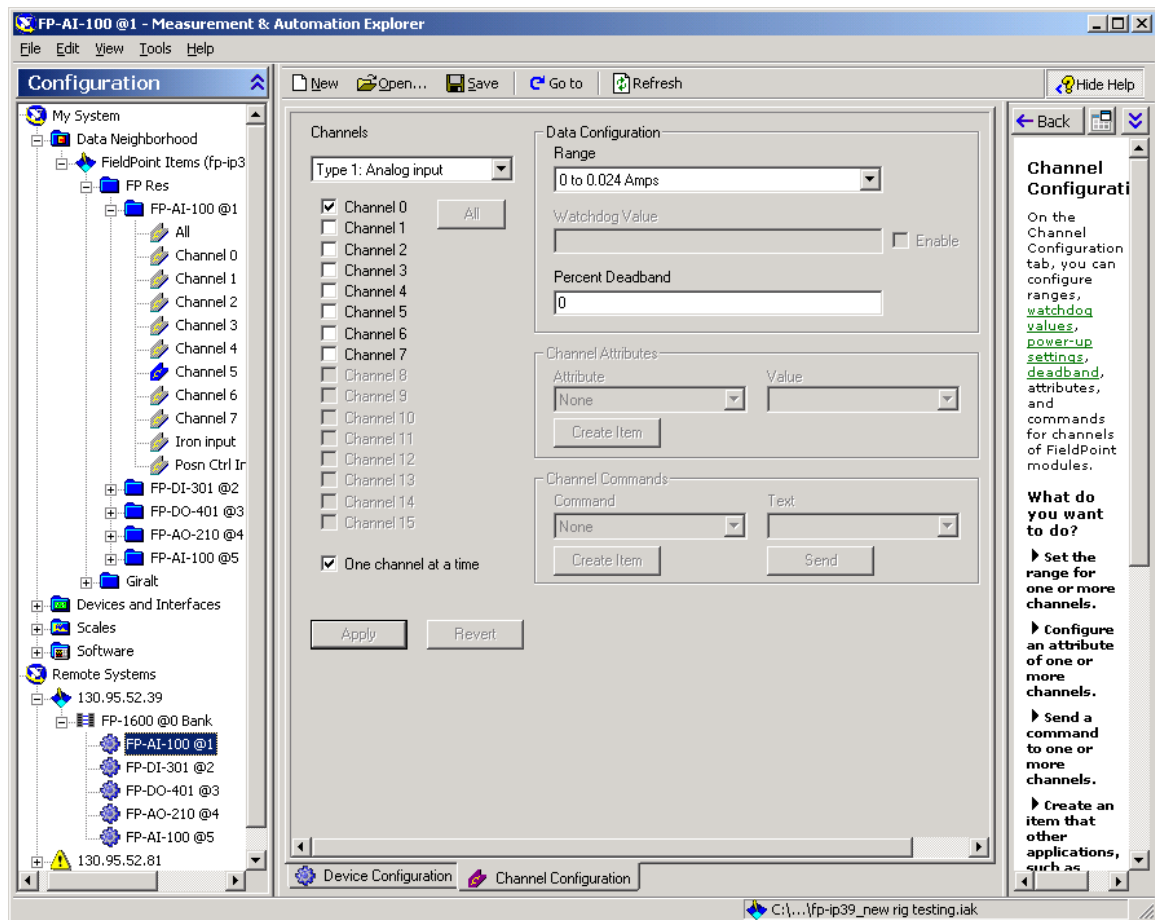 FP-AI-100 @1 - Measurement & Automation Explorer
File Edit View Tools Help
Configuration
New Open... Save Go to Refresh Hide Help
My System
Data Neighborhood
FieldPoint Items (fp-ip3
FP Res
FP-AI-100 @1
All
Channel 0
Channel 1
Channel 2
Channel 3
Channel 4
Channel 5
Channel 6
Channel 7
Iron input
Posn Ctrl Ir
FP-DI-301 @2
FP-DO-401 @3
FP-AO-210 @4
FP-AI-100 @5
Giralt
Devices and Interfaces
Scales
Software
Remote Systems
130.95.52.39
FP-1600 @0 Bank
FP-AI-100 @1
FP-DI-301 @2
FP-DO-401 @3
FP-AO-210 @4
FP-AI-100 @5
130.95.52.81
Channels
Type 1: Analog input
All
Channel 0
Channel 1
Channel 2
Channel 3
Channel 4
Channel 5
Channel 6
Channel 7
Channel 8
Channel 9
Channel 10
Channel 11
Channel 12
Channel 13
Channel 14
Channel 15
One channel at a time
Apply Revert
Data Configuration
Range
0 to 0.024 Amps
Watchdog Value
Enable
Percent Deadband
0
Channel Attributes
Attribute Value
None
Create Item
Channel Commands
Command Text
None
Create Item Send
Device Configuration Channel Configuration
Back
Channel
Configurati
On the
Channel
Configuration
tab, you can
configure
ranges,
watchdog
values,
power-up
settings,
deadband,
attributes,
and
commands
for channels
of FieldPoint
modules.
What do
you want
to do?
Set the
range for
one or more
channels.
Configure
an attribute
of one or
more
channels.
Send a
command
to one or
more
channels.
Create an
item that
other
applications,
such as
C:\...\fp-ip39_new rig testing.iak